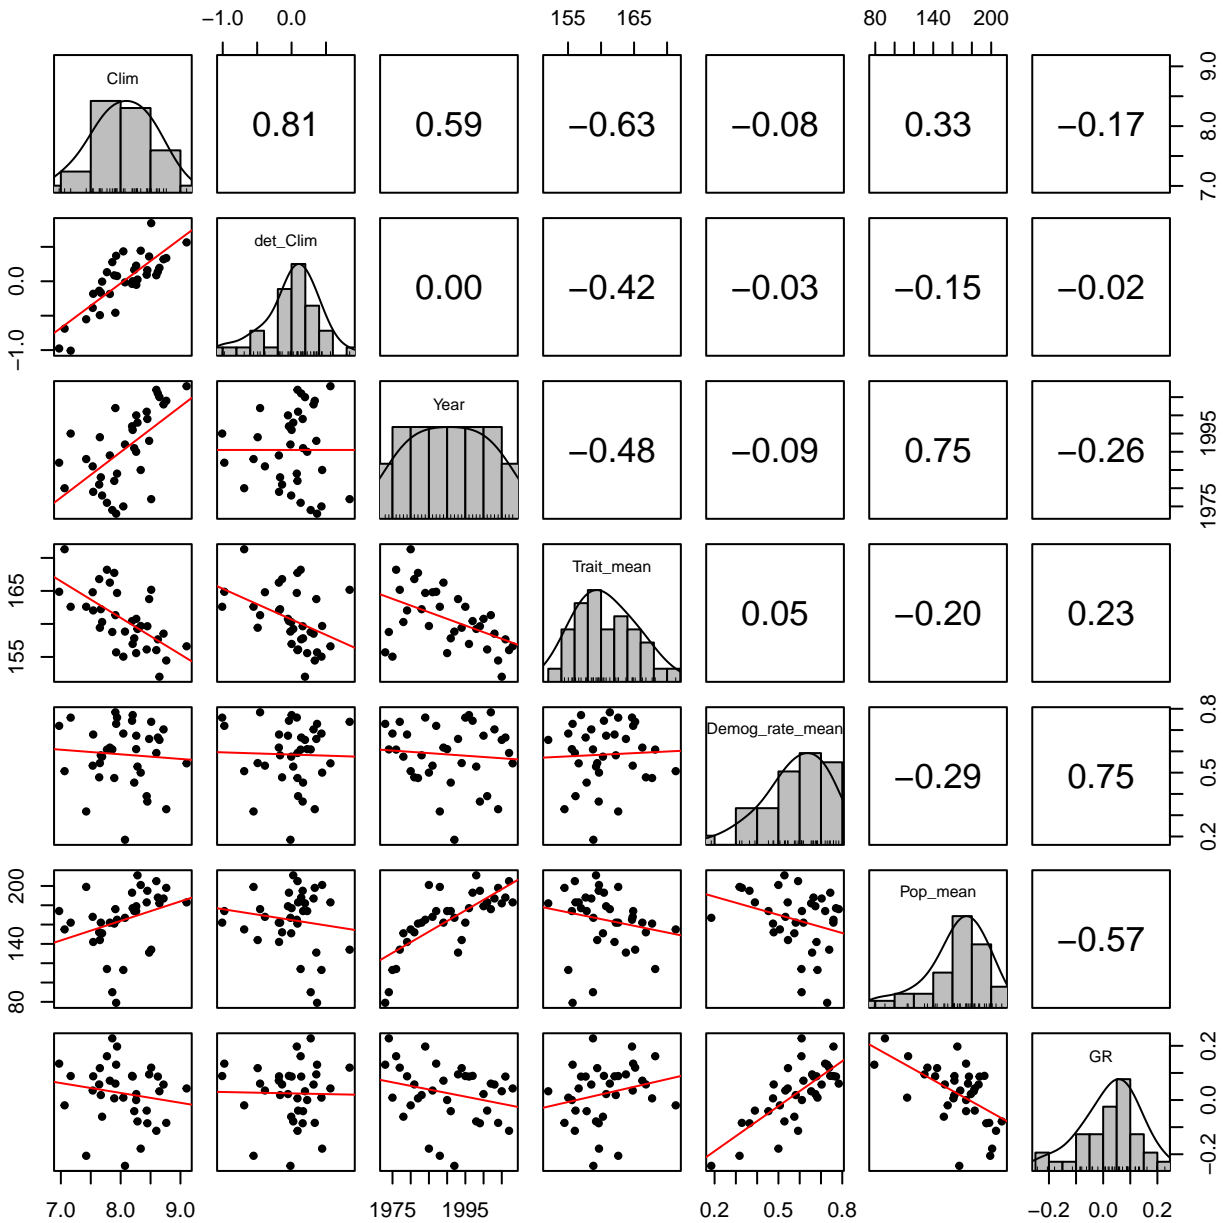 −1.0 0.0 155 165 80 140 200
Clim 0.81 0.59 −0.63 −0.08 0.33 −0.17 7.0 8.0 9.0
−1.0 0.0 det_Clim 0.00 −0.42 −0.03 −0.15 −0.02
Year −0.48 −0.09 0.75 −0.26 1975 1995
155 165 Trait_mean 0.05 −0.20 0.23
Demog_rate_mean −0.29 0.75 0.2 0.5 0.8
80 140 200 Pop_mean −0.57
GR −0.2 0.0 0.2
7.0 8.0 9.0 1975 1995 0.2 0.5 0.8 −0.2 0.0 0.2